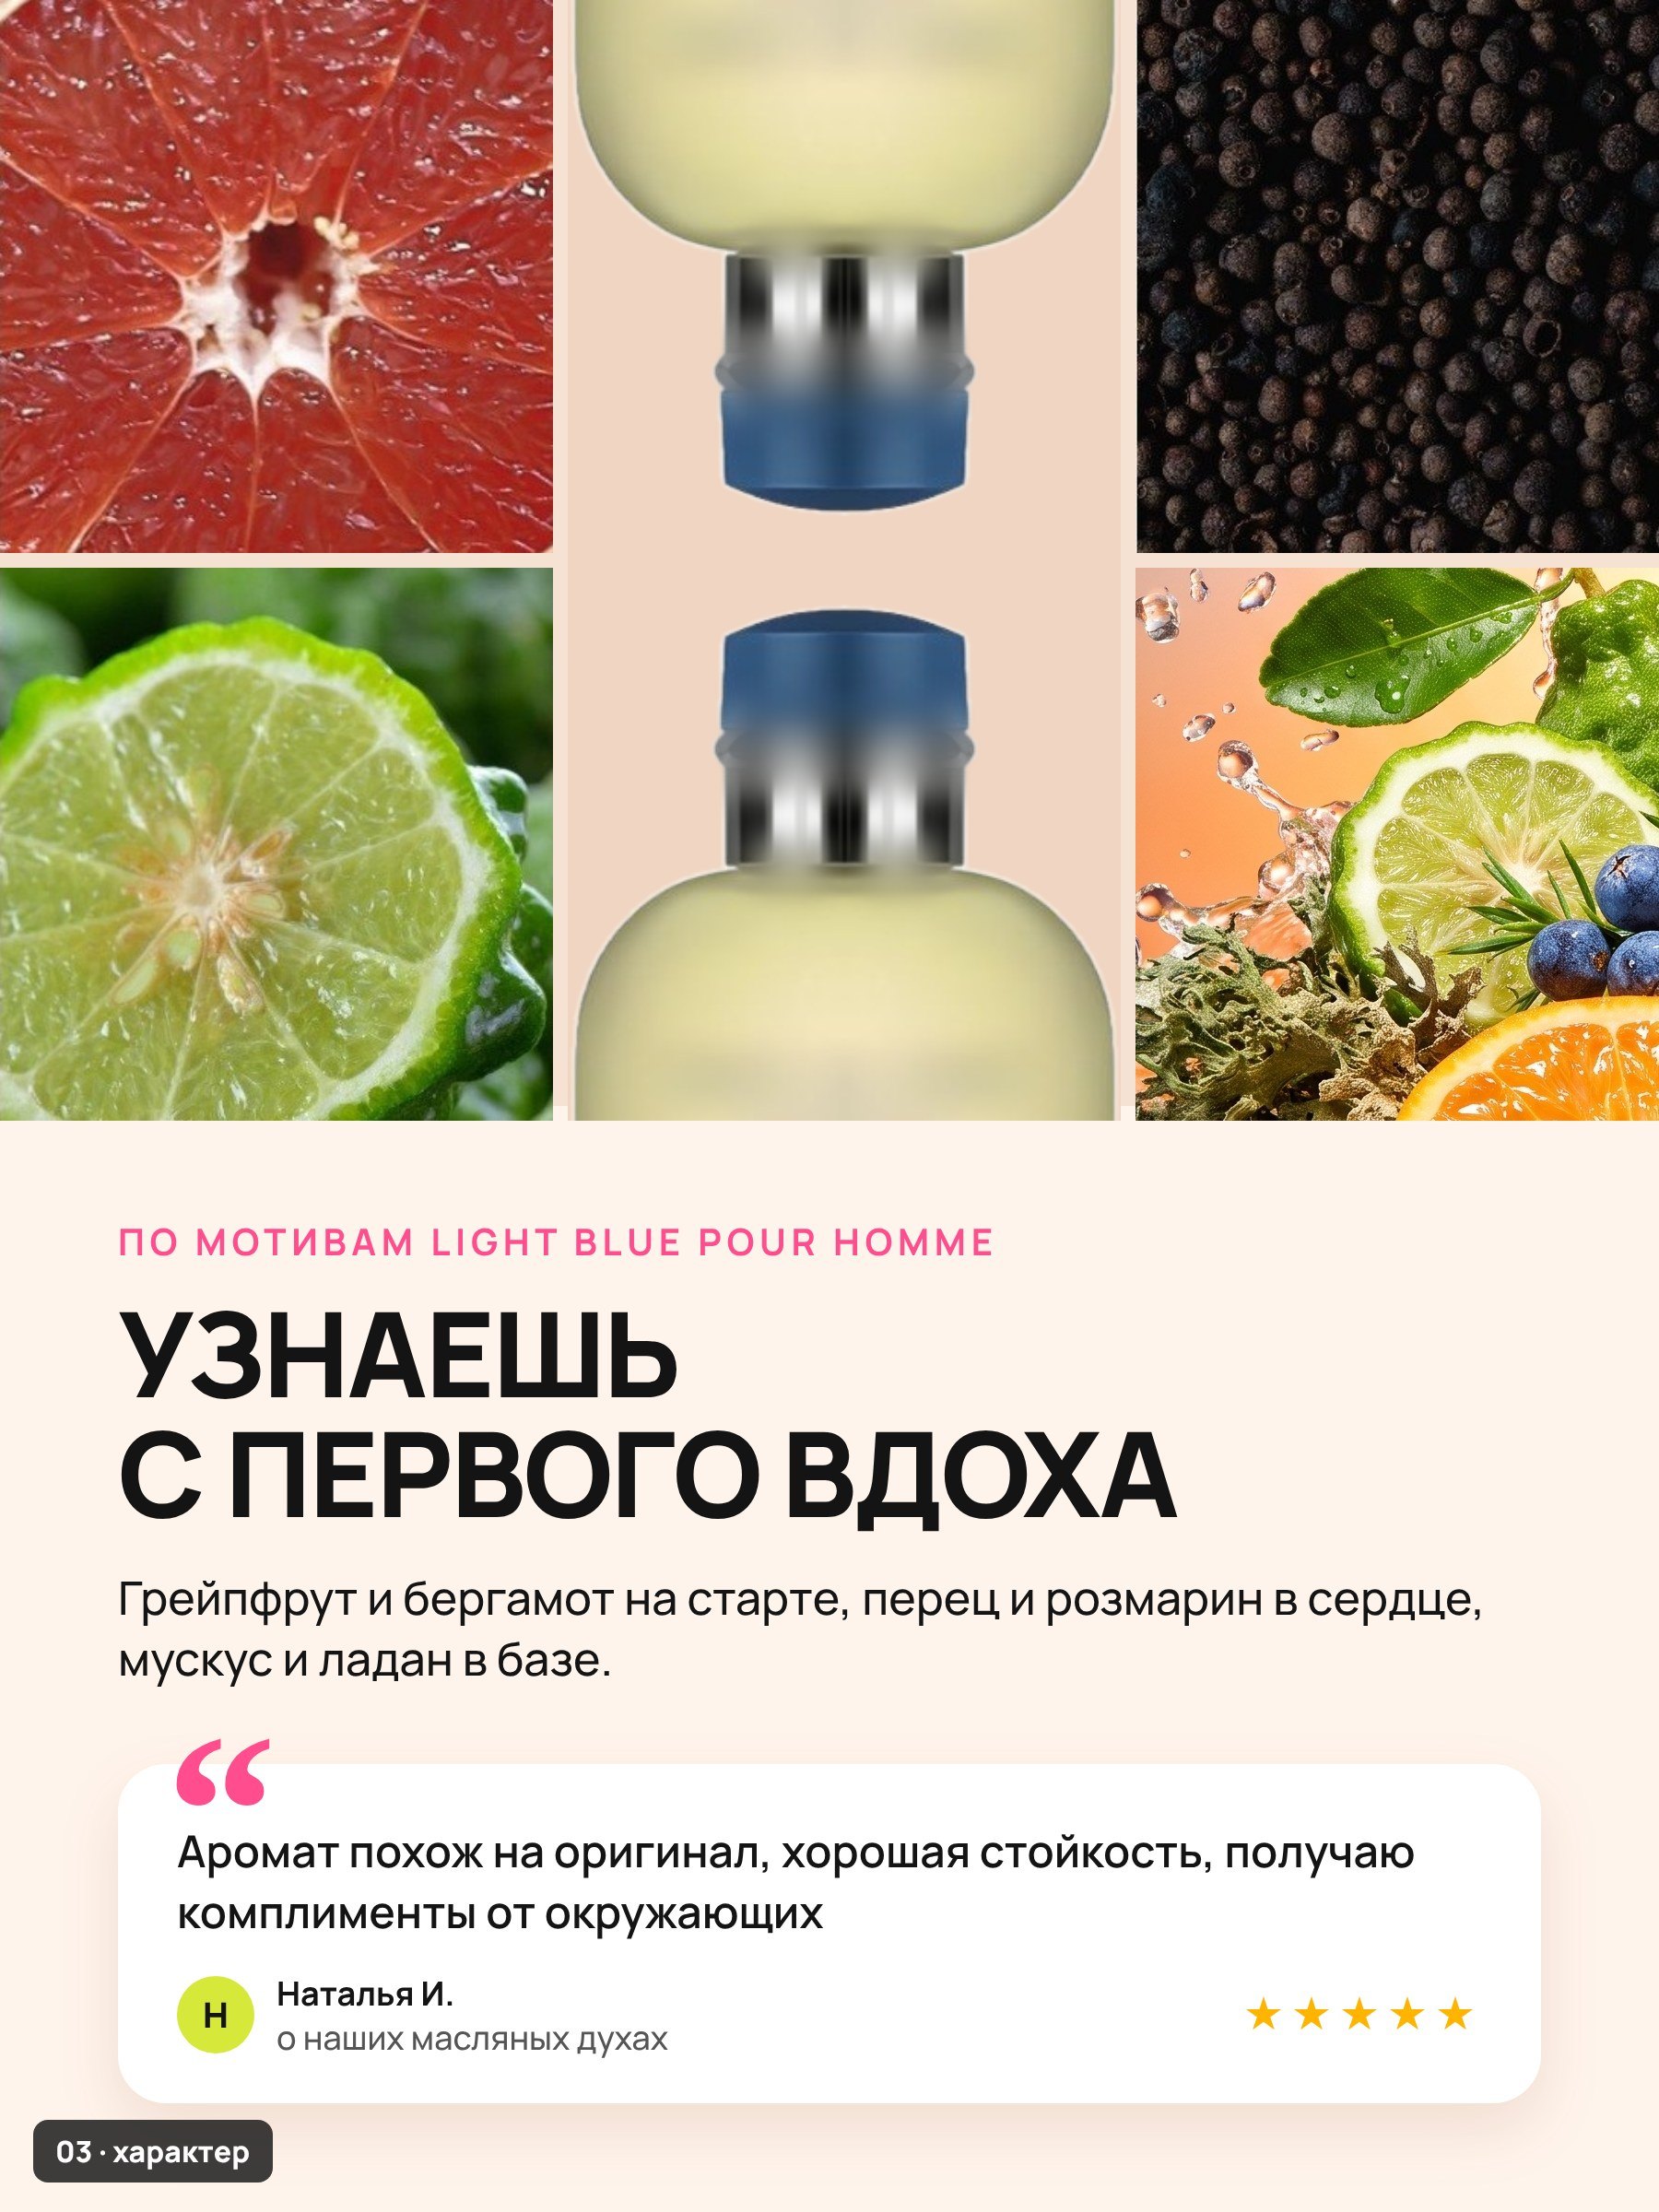 ПО МОТИВАМ LIGHT BLUE POUR HOMME
УЗНАЕШЬ
С ПЕРВОГО ВДОХА
Грейпфрут и бергамот на старте, перец и розмарин в сердце,
мускус и ладан в базе.
“
Аромат похож на оригинал, хорошая стойкость, получаю
комплименты от окружающих
Н
Наталья И.
о наших масляных духах
★★★★★
03 · характер